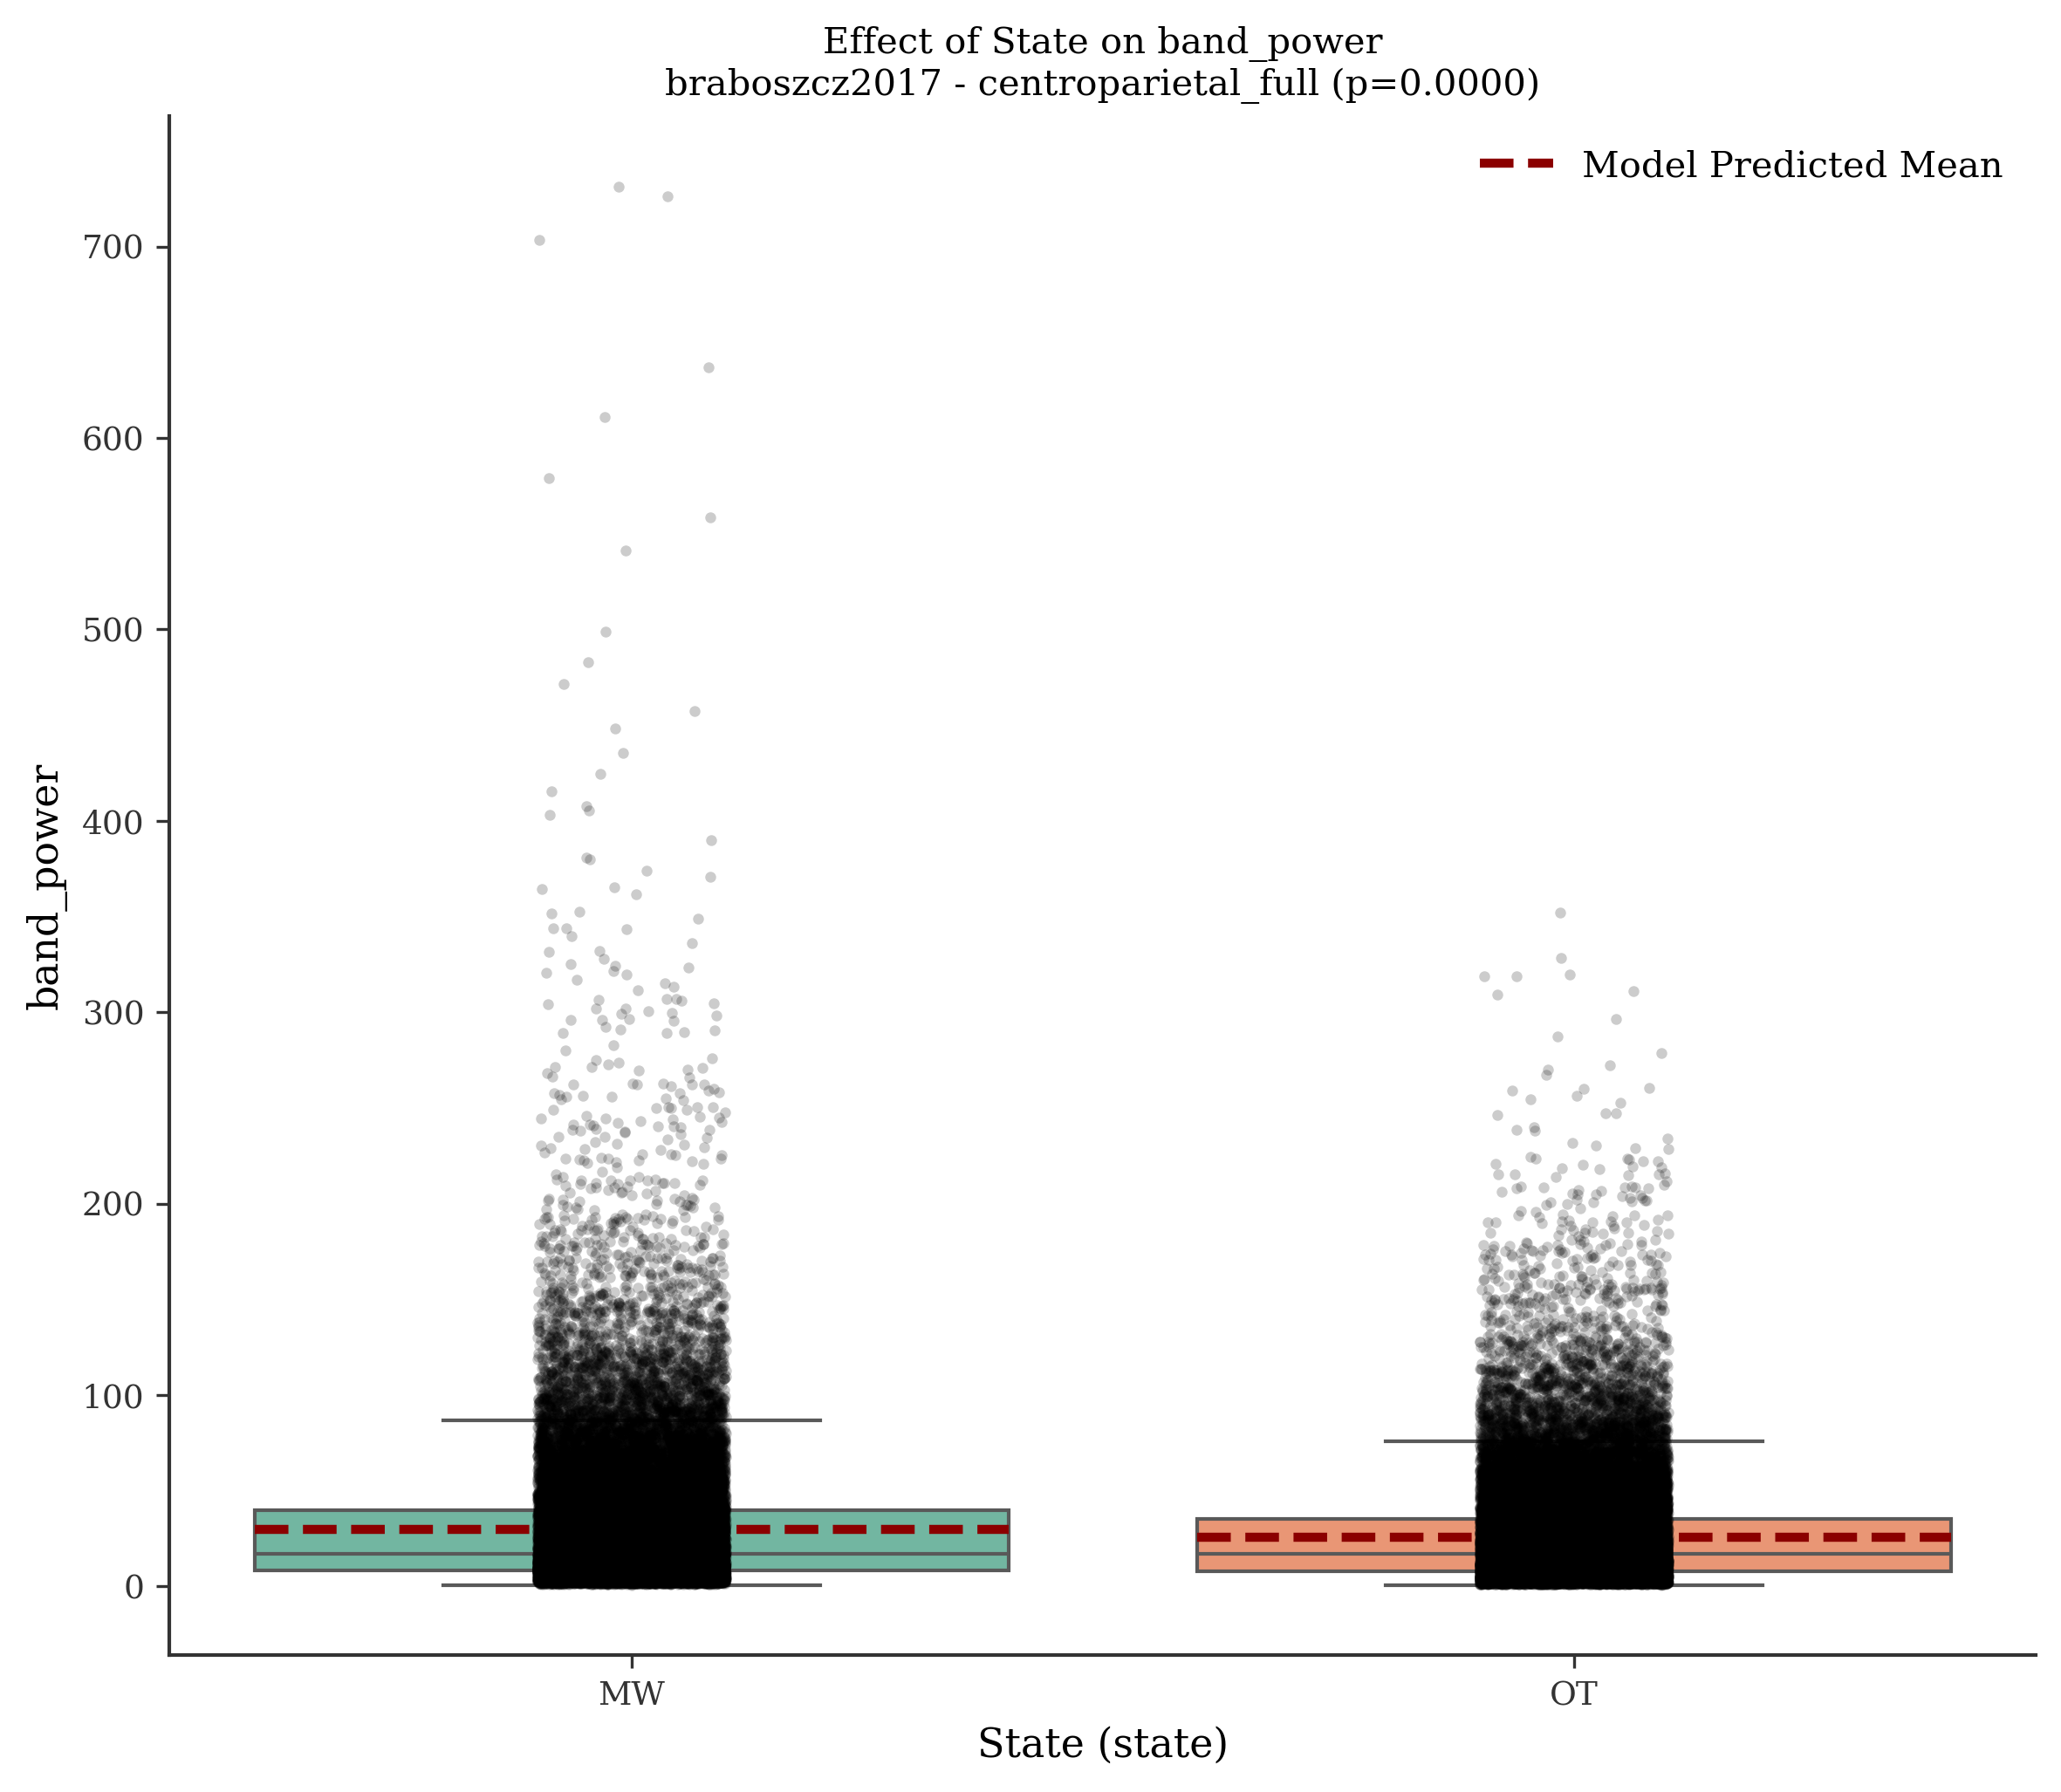 Effect of State on band_power
braboszcz2017 - centroparietal_full (p=0.0000)
Model Predicted Mean
700
600
500
400
300
200
100
0
band_power
MW
OT
State (state)